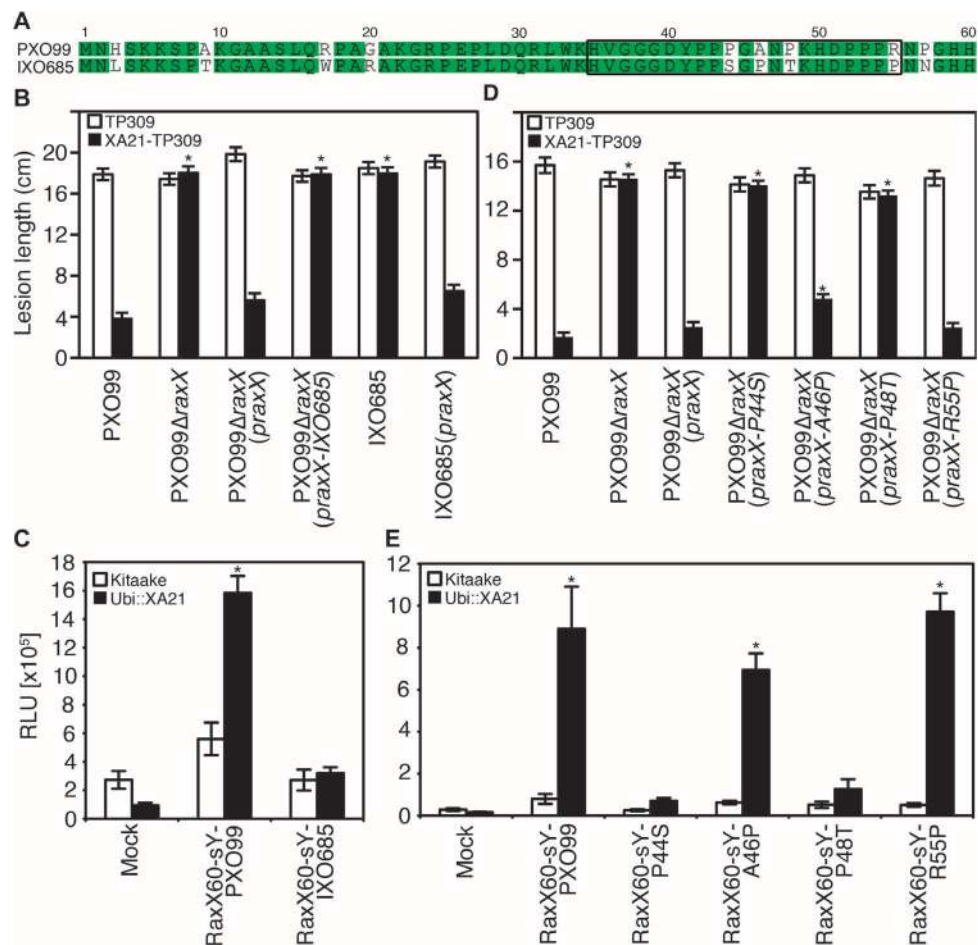 A
1 10 20 30 40 50 60
PXO99 MNHSKKSPAKGAASLQRPAGAKGRPEPLDQRLWKHVGGGDYPPPGANPKHDPPPRNPGHH
IXO685 MNLSKKSPTKGAASLQWPARAKGRPEPLDQRLWKHVGGGDYPPSGPNTKHDPPPPNNGHH
B
TP309
XA21-TP309
Lesion length (cm)
20
16
12
8
4
0
* * *
PXO99
PXO99ΔraxX
PXO99ΔraxX
(praxX)
PXO99ΔraxX
(praxX-IXO685)
IXO685
IXO685(praxX)
D
TP309
XA21-TP309
16
12
8
4
0
* * * *
PXO99
PXO99ΔraxX
PXO99ΔraxX
(praxX)
PXO99ΔraxX
(praxX-P44S)
PXO99ΔraxX
(praxX-A46P)
PXO99ΔraxX
(praxX-P48T)
PXO99ΔraxX
(praxX-R55P)
C
Kitaake
Ubi::XA21
RLU [x10⁵]
18
16
14
12
10
8
6
4
2
0
*
Mock
RaxX60-sY-
PXO99
RaxX60-sY-
IXO685
E
Kitaake
Ubi::XA21
12
10
8
6
4
2
0
* * *
Mock
RaxX60-sY-
PXO99
RaxX60-sY-
P44S
RaxX60-sY-
A46P
RaxX60-sY-
P48T
RaxX60-sY-
R55P